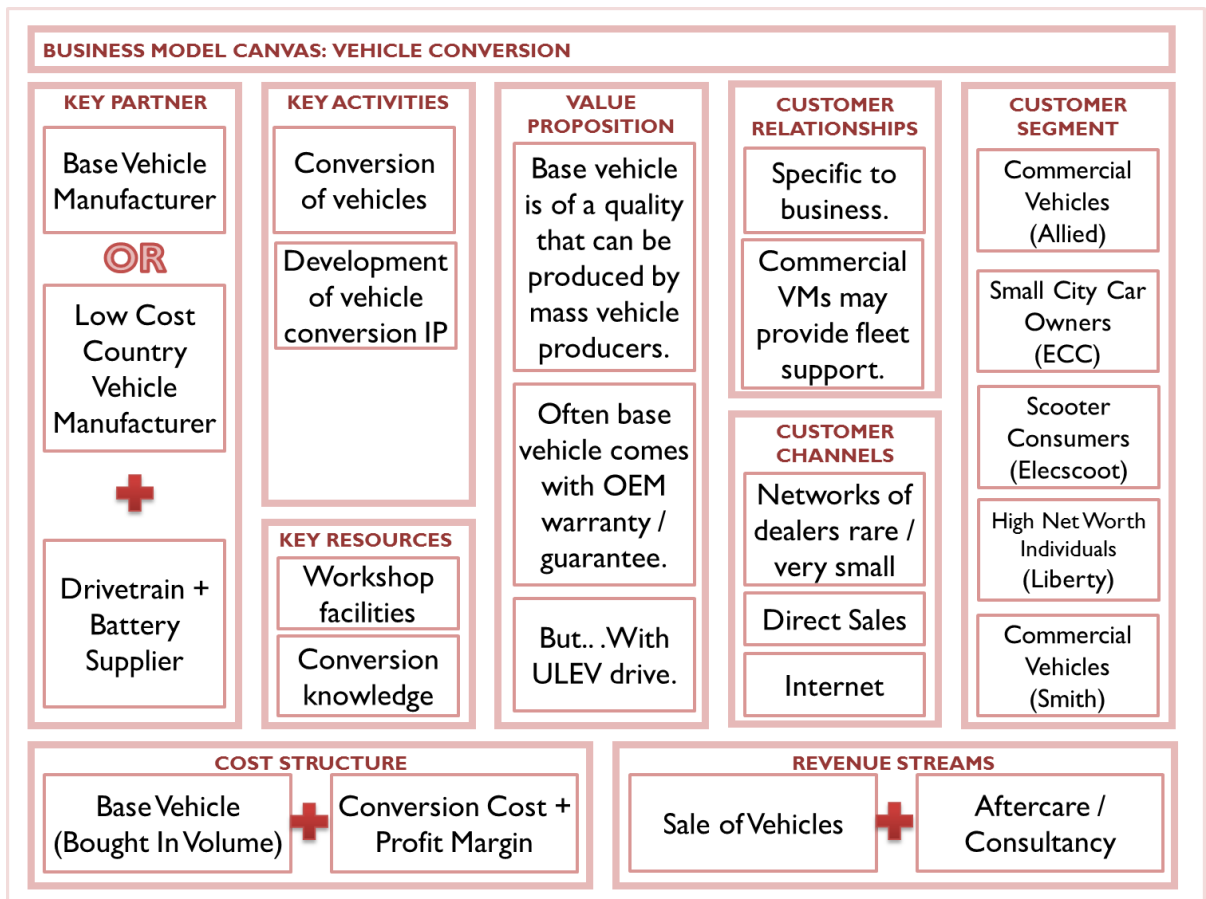 BUSINESS MODEL CANVAS: VEHICLE CONVERSION
KEY PARTNER
Base Vehicle
Manufacturer
OR
Low Cost
Country
Vehicle
Manufacturer
Drivetrain +
Battery
Supplier
KEY ACTIVITIES
Conversion
of vehicles
Development
of vehicle
conversion IP
KEY RESOURCES
Workshop
facilities
Conversion
knowledge
VALUE
PROPOSITION
Base vehicle
is of a quality
that can be
produced by
mass vehicle
producers.
Often base
vehicle comes
with OEM
warranty /
guarantee.
But.. .With
ULEV drive.
CUSTOMER
RELATIONSHIPS
Specific to
business.
Commercial
VMs may
provide fleet
support.
CUSTOMER
CHANNELS
Networks of
dealers rare /
very small
Direct Sales
Internet
CUSTOMER
SEGMENT
Commercial
Vehicles
(Allied)
Small City Car
Owners
(ECC)
Scooter
Consumers
(Elecscoot)
High Net Worth
Individuals
(Liberty)
Commercial
Vehicles
(Smith)
COST STRUCTURE
Base Vehicle
(Bought In Volume)
Conversion Cost +
Profit Margin
REVENUE STREAMS
Sale of Vehicles
Aftercare /
Consultancy